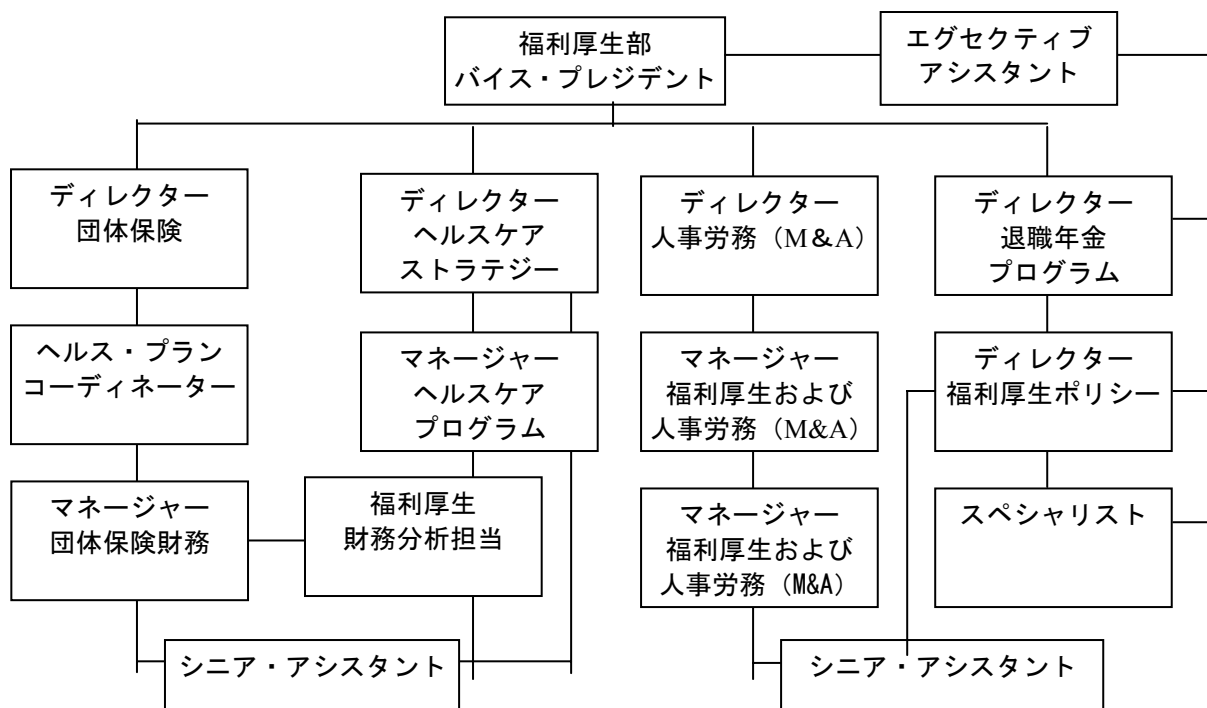 福利厚生部
バイス・プレジデント
エグセクティブ
アシスタント
ディレクター
団体保険
ディレクター
ヘルスケア
ストラテジー
ディレクター
人事労務（M＆A）
ディレクター
退職年金
プログラム
ヘルス・プラン
コーディネーター
マネージャー
ヘルスケア
プログラム
マネージャー
福利厚生および
人事労務（M&A）
ディレクター
福利厚生ポリシー
マネージャー
団体保険財務
福利厚生
財務分析担当
マネージャー
福利厚生および
人事労務（M&A）
スペシャリスト
シニア・アシスタント
シニア・アシスタント